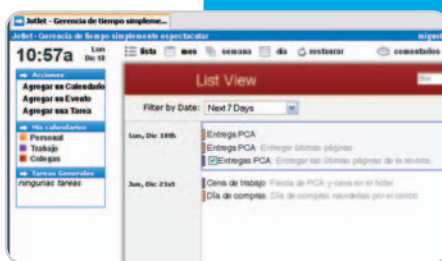 Jotlet - Gerencia de tiempo simpleme...
Jotlet - Gerencia de tiempo simplemente espectacular
10:57a Lun Dic 18
lista mes semana dia restaurar comentados
Acciones
Agregar un Calendario
Agregar un Evento
Agregar una Tarea
Mis calendarios
Personal
Trabajo
Colegas
Tareas Generales
ningunas tareas
List View
Filter by Date: Next 7 Days
Lun, Dic 18th
Entrega PCA
Entrega PCA: Entregar últimas páginas
Entregas PCA: Entregar las últimas páginas de la revista
Jue, Dic 21st
Cena de trabajo: Fiesta de PCA y cena en el hotel
Día de compras: Día de compras navideñas por el centro